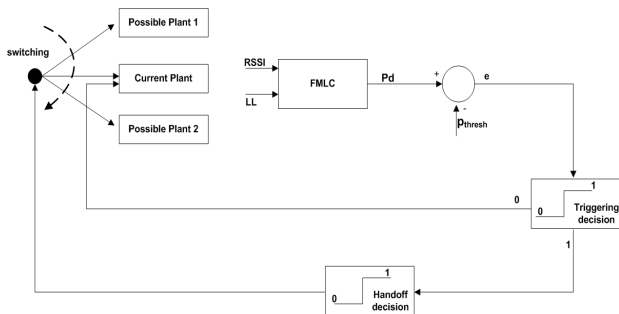 Possible Plant 1
switching
Current Plant
Possible Plant 2
RSSI
LL
FMLC
Pd
+
e
-
pthresh
0
1
0
Triggering
decision
1
1
0
Handoff
decision